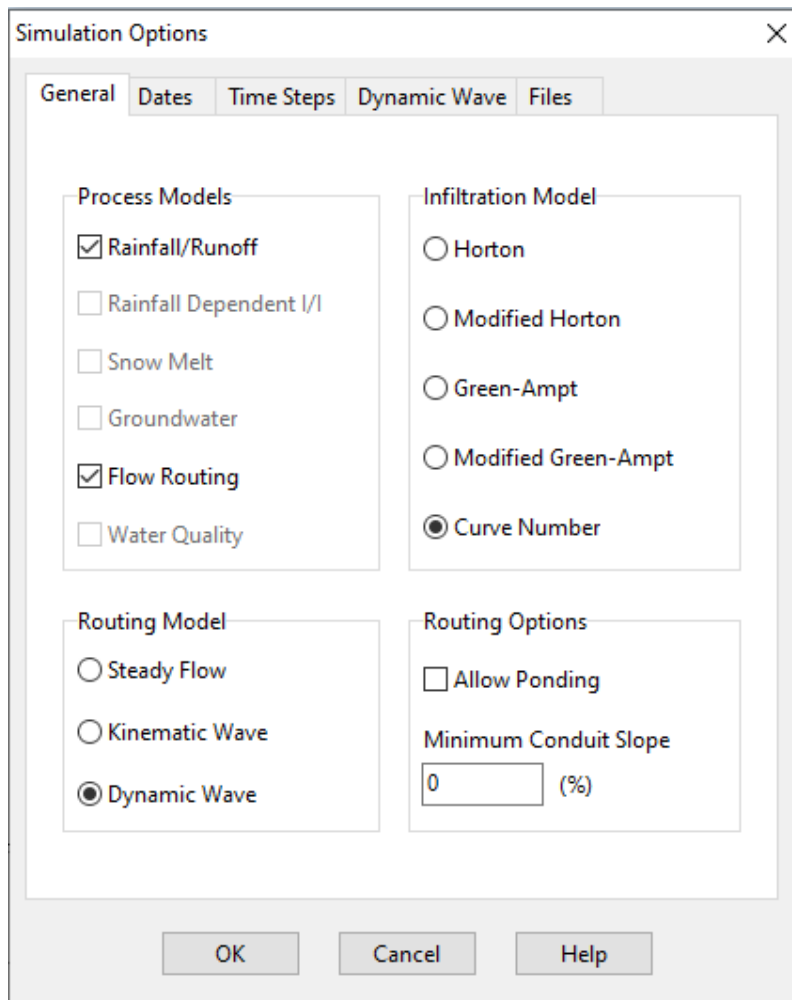 Simulation Options
General Dates Time Steps Dynamic Wave Files
Process Models
Rainfall/Runoff
Rainfall Dependent I/I
Snow Melt
Groundwater
Flow Routing
Water Quality
Infiltration Model
Horton
Modified Horton
Green-Ampt
Modified Green-Ampt
Curve Number
Routing Model
Steady Flow
Kinematic Wave
Dynamic Wave
Routing Options
Allow Ponding
Minimum Conduit Slope
0 (%)
OK Cancel Help